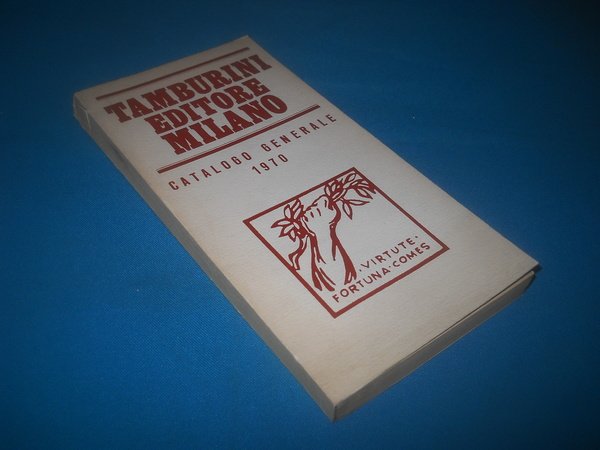 TAMBURINI
EDITORE
MILANO
CATALOGO GENERALE
1970
· VIRTUTE ·
FORTUNA · COMES